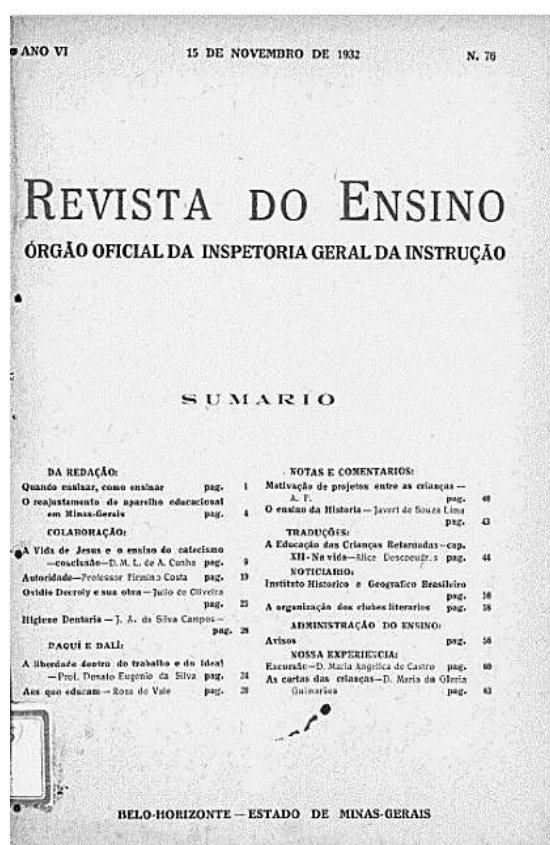 ANO VI
15 DE NOVEMBRO DE 1932
N. 76
REVISTA DO ENSINO
ÓRGÃO OFICIAL DA INSPETORIA GERAL DA INSTRUÇÃO
SUMARIO
DA REDAÇÃO:
Quando ensinar, como ensinar pag. 1
O reajustamento do aparelho educacional
em Minas-Gerais pag. 4
COLABORAÇÃO:
A Vida de Jesus e o ensino do catecismo
—conclusão—D. M. L. de A. Cunha pag. 9
Autoridade—Professor Firmino Costa pag. 19
Ovidio Decroly e sua obra—Julio de Oliveira
pag. 25
Higiene Dentaria — J. A. da Silva Campos—
pag. 26
DAQUÍ E DALÍ:
A liberdade dentro do trabalho e do ideal
—Prof. Donato Eugenio da Silva pag. 24
Aos que educam—Rosa do Vale pag. 28
NOTAS E COMENTARIOS:
Motivação de projetos entre as crianças —
A. F. pag. 40
O ensino da Historia—Javert de Souza Lima
pag. 43
TRADUÇÕES:
A Educação das Crianças Retardadas—cap.
XII-Na vida—Alice Descoeudres pag. 44
NOTICIARIO:
Instituto Historico e Geografico Brasileiro
pag.
A organização dos clubes literarios pag. 58
ADMINISTRAÇÃO DO ENSINO:
Avisos pag.
NOSSA EXPERIENCIA:
Excursão—D. Maria Angelica de Castro pag. 60
As cartas das crianças—D. Maria da Gloria
Guimarães pag. 63
BELO-HORIZONTE — ESTADO DE MINAS-GERAIS